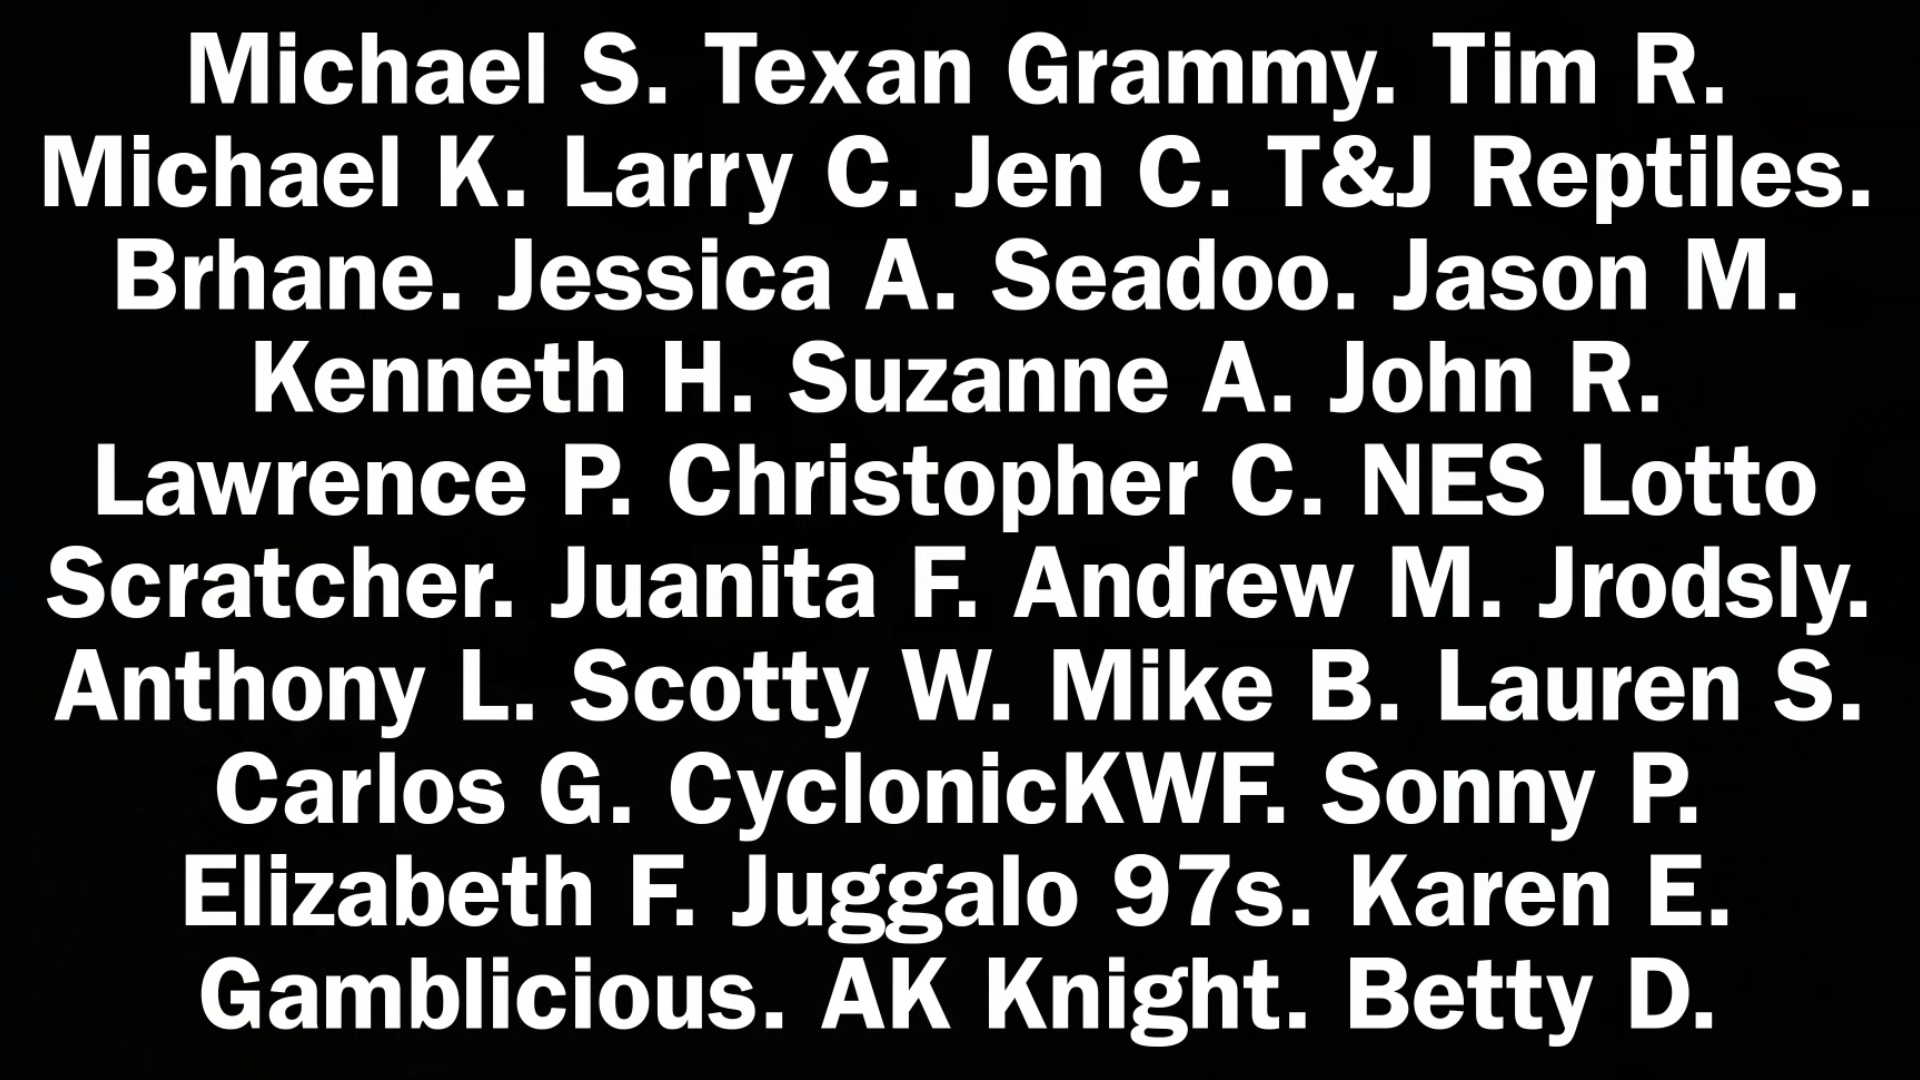 Michael S. Texan Grammy. Tim R.
Michael K. Larry C. Jen C. T&J Reptiles.
Brhane. Jessica A. Seadoo. Jason M.
Kenneth H. Suzanne A. John R.
Lawrence P. Christopher C. NES Lotto
Scratcher. Juanita F. Andrew M. Jrodsly.
Anthony L. Scotty W. Mike B. Lauren S.
Carlos G. CyclonicKWF. Sonny P.
Elizabeth F. Juggalo 97s. Karen E.
Gamblicious. AK Knight. Betty D.